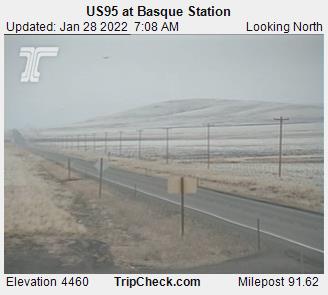 US95 at Basque Station
Updated: Jan 28 2022 7:08 AM Looking North
Elevation 4460 TripCheck.com Milepost 91.62